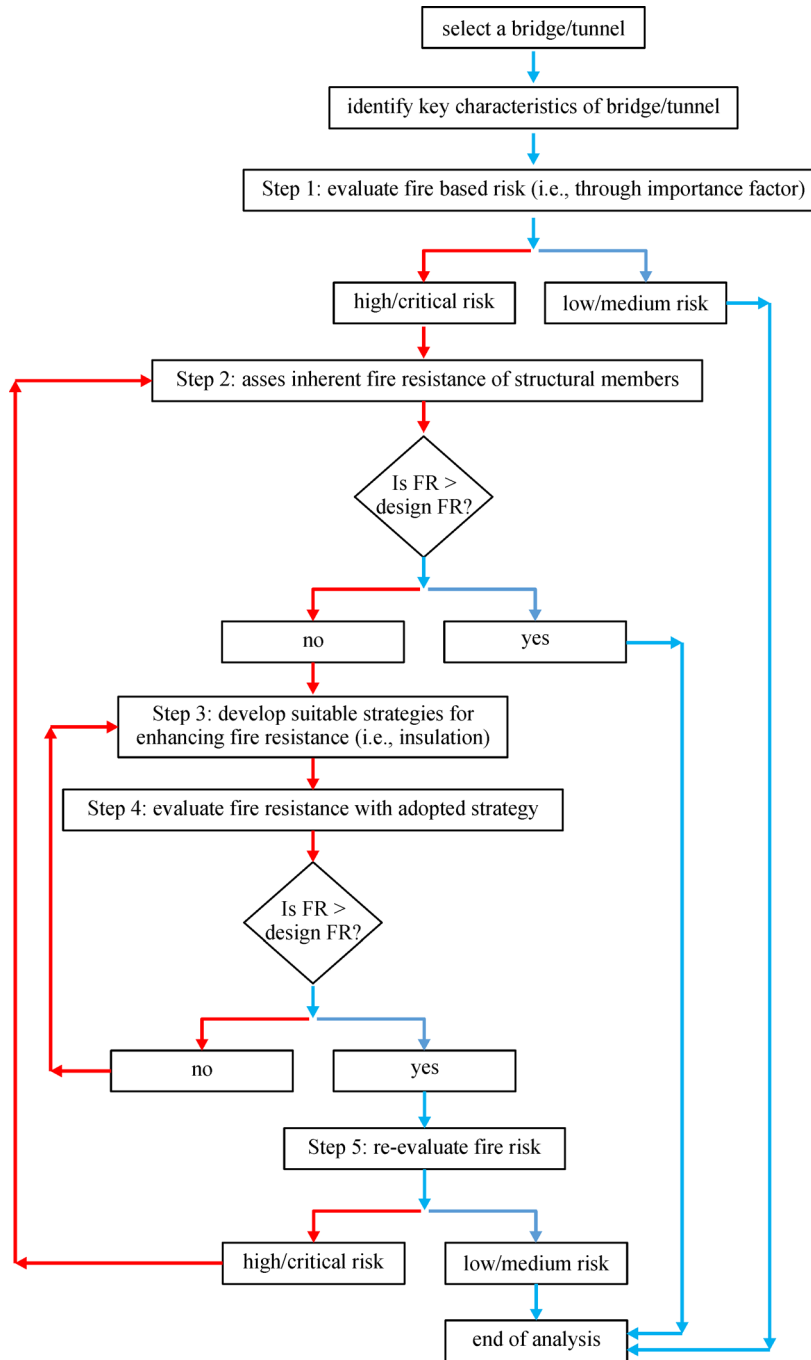 select a bridge/tunnel
identify key characteristics of bridge/tunnel
Step 1: evaluate fire based risk (i.e., through importance factor)
high/critical risk
low/medium risk
Step 2: asses inherent fire resistance of structural members
Is FR >
design FR?
no
yes
Step 3: develop suitable strategies for
enhancing fire resistance (i.e., insulation)
Step 4: evaluate fire resistance with adopted strategy
Is FR >
design FR?
no
yes
Step 5: re-evaluate fire risk
high/critical risk
low/medium risk
end of analysis